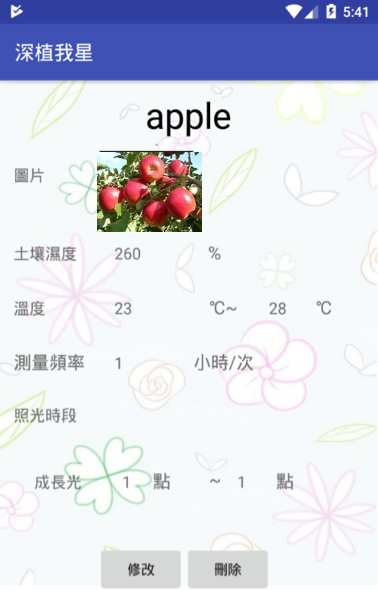 5:41
深植我星
apple
圖片
土壤濕度 260 %
溫度 23 ℃~ 28 ℃
測量頻率 1 小時/次
照光時段
成長光 1 點 ~ 1 點
修改 刪除